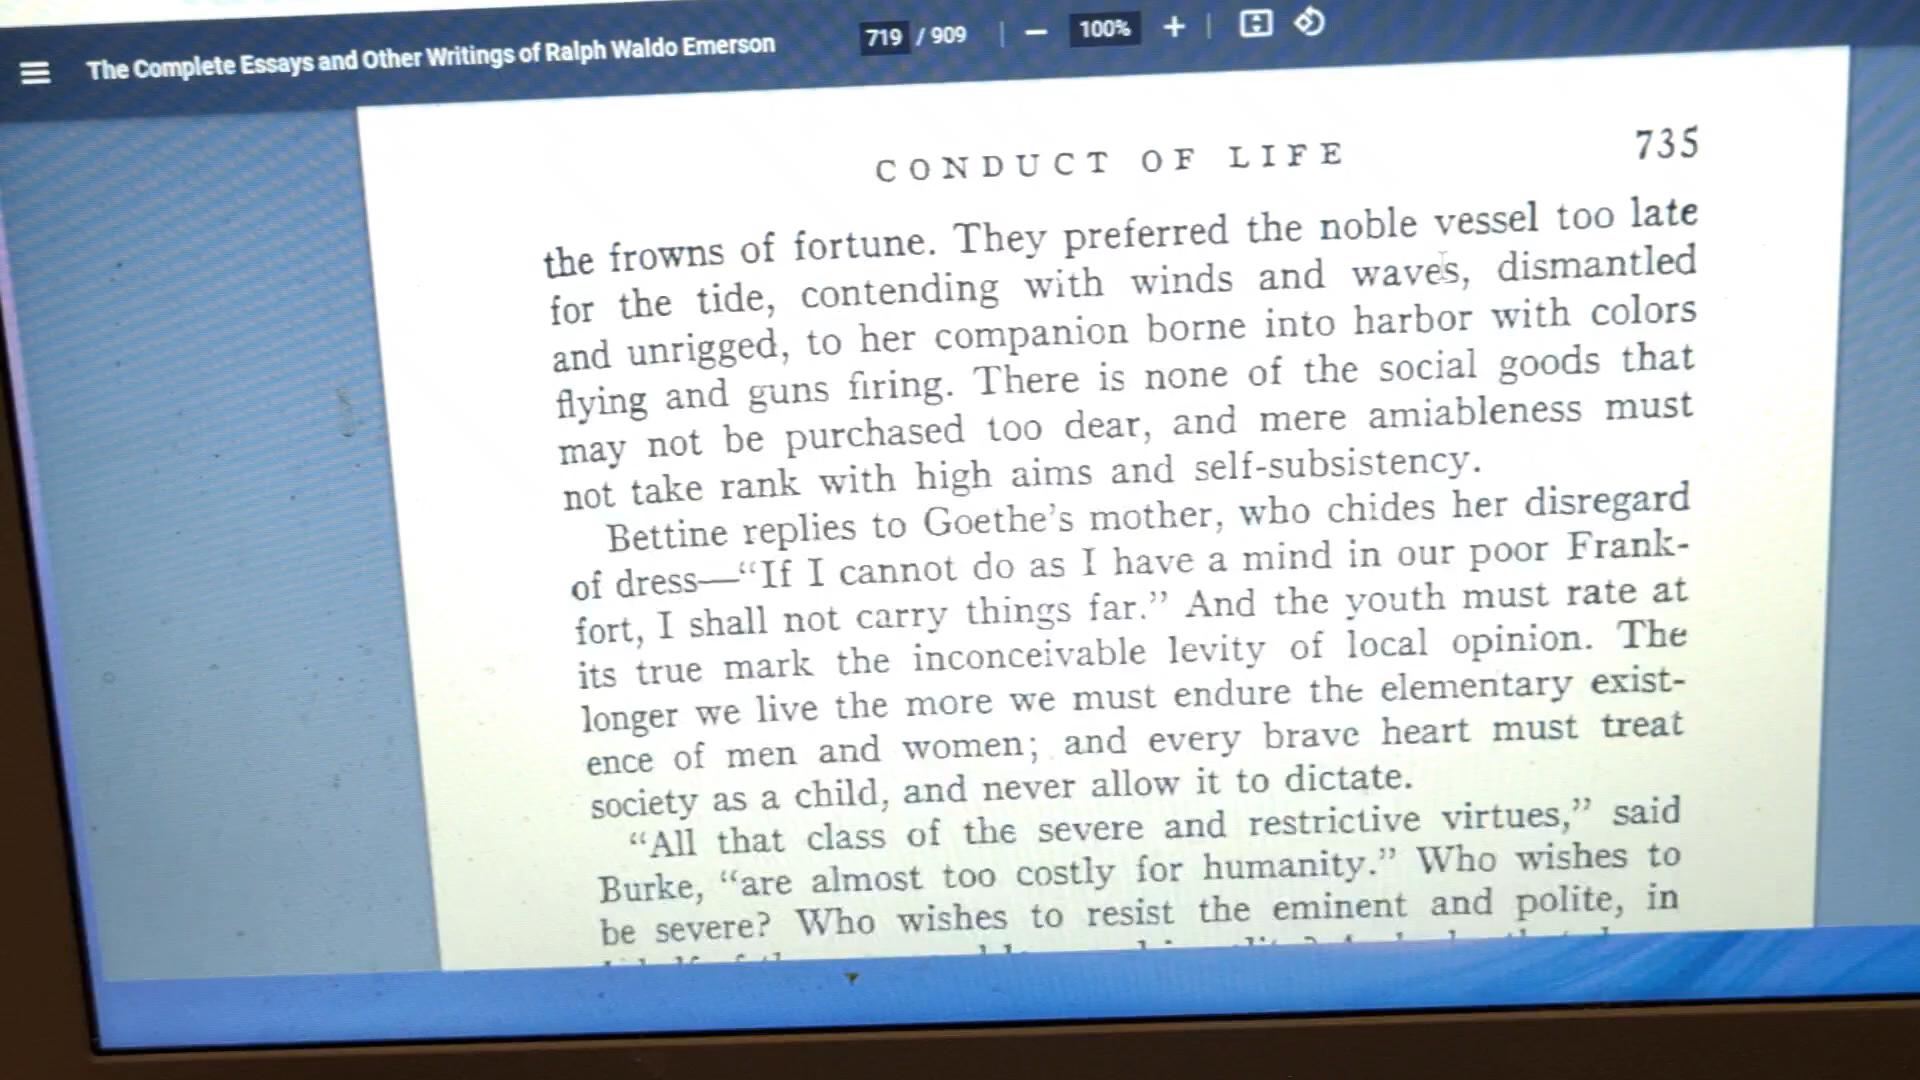 The Complete Essays and Other Writings of Ralph Waldo Emerson
719 / 909
100%
CONDUCT OF LIFE 735
the frowns of fortune. They preferred the noble vessel too late
for the tide, contending with winds and waves, dismantled
and unrigged, to her companion borne into harbor with colors
flying and guns firing. There is none of the social goods that
may not be purchased too dear, and mere amiableness must
not take rank with high aims and self-subsistency.
Bettine replies to Goethe's mother, who chides her disregard
of dress—“If I cannot do as I have a mind in our poor Frank-
fort, I shall not carry things far.” And the youth must rate at
its true mark the inconceivable levity of local opinion. The
longer we live the more we must endure the elementary exist-
ence of men and women; and every brave heart must treat
society as a child, and never allow it to dictate.
“All that class of the severe and restrictive virtues,” said
Burke, “are almost too costly for humanity.” Who wishes to
be severe? Who wishes to resist the eminent and polite, in